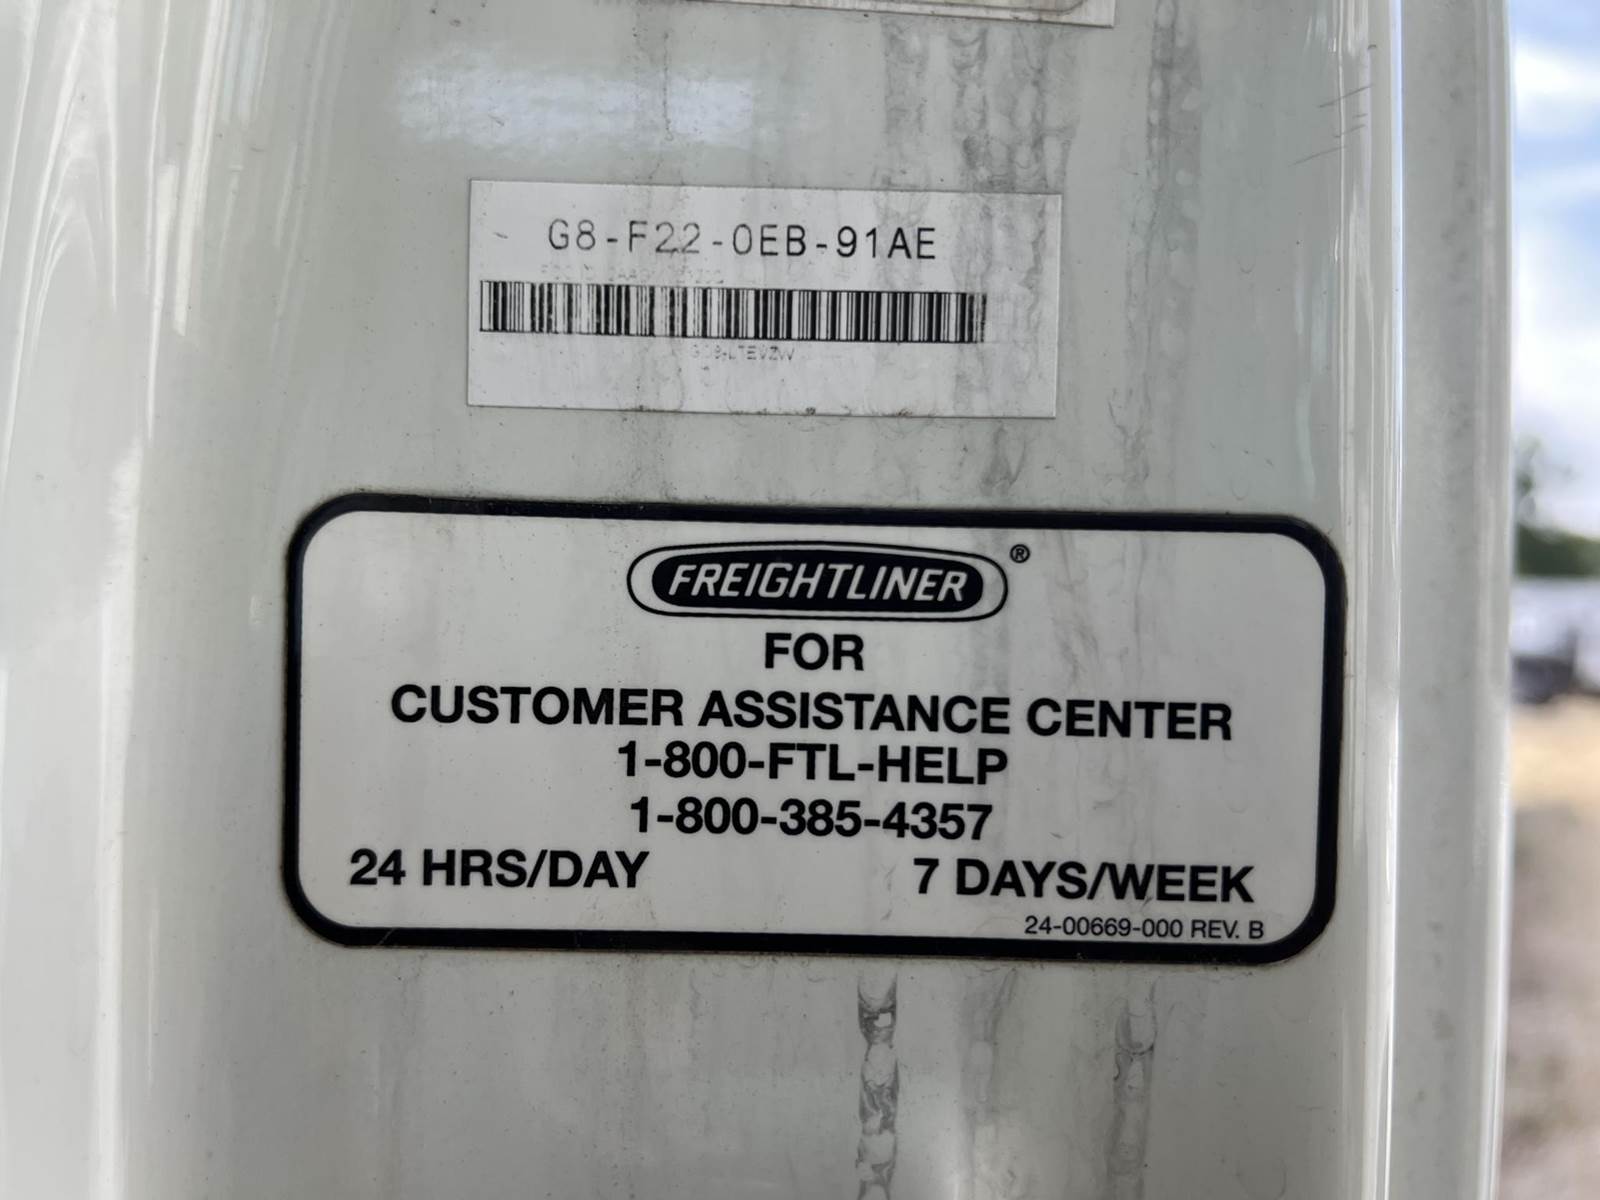 G8-F22-0EB-91AE
FREIGHTLINER®
FOR
CUSTOMER ASSISTANCE CENTER
1-800-FTL-HELP
1-800-385-4357
24 HRS/DAY 7 DAYS/WEEK
24-00669-000 REV. B